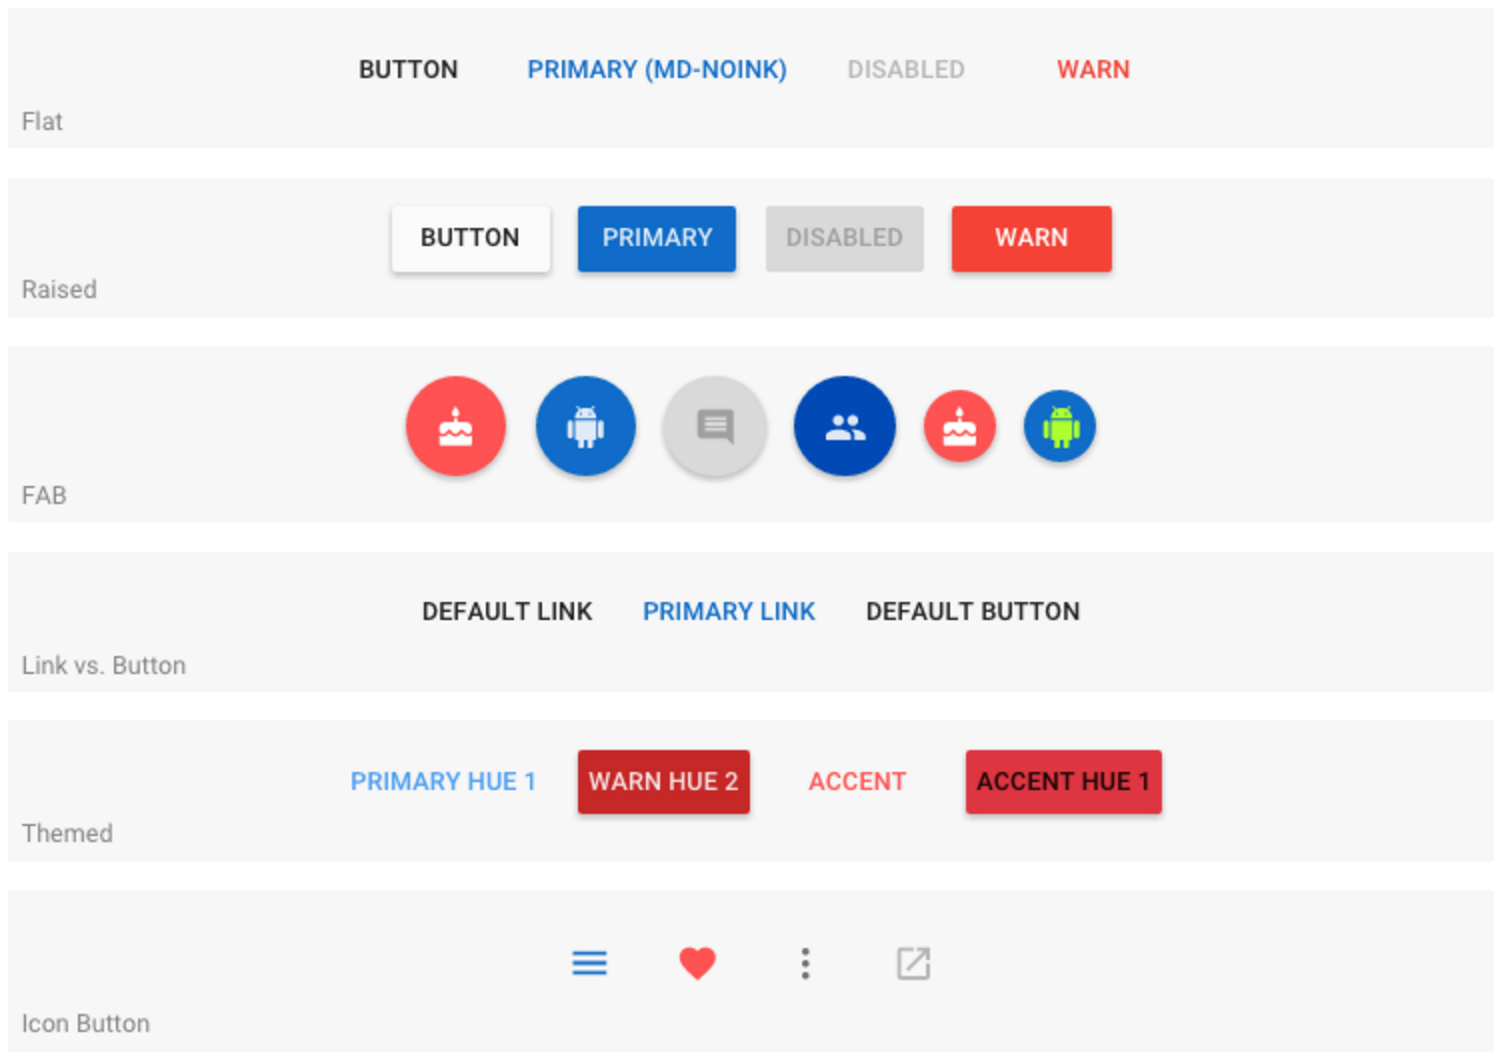 BUTTON PRIMARY (MD-NOINK) DISABLED WARN
Flat
BUTTON PRIMARY DISABLED WARN
Raised
FAB
DEFAULT LINK PRIMARY LINK DEFAULT BUTTON
Link vs. Button
PRIMARY HUE 1 WARN HUE 2 ACCENT ACCENT HUE 1
Themed
Icon Button